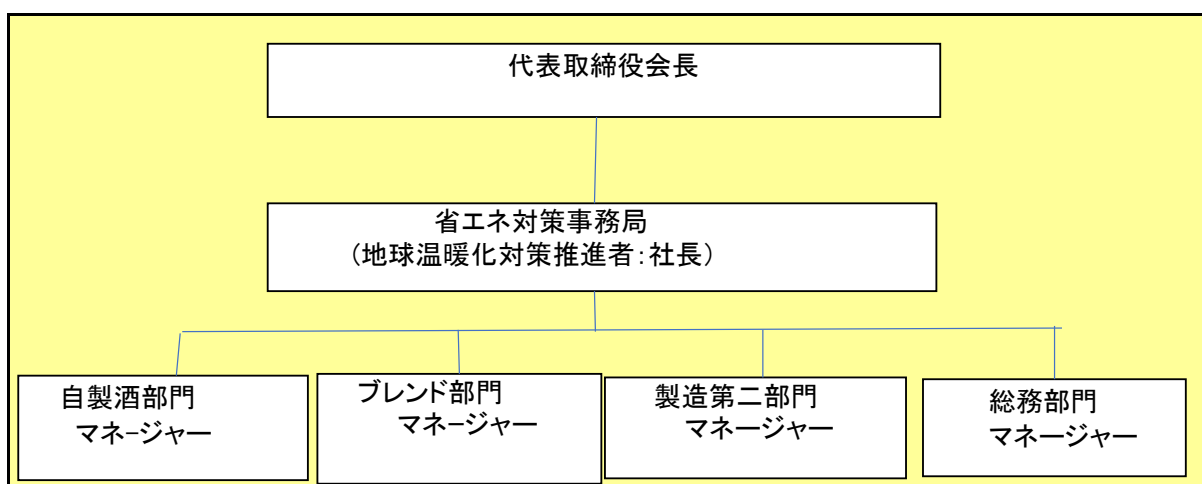 代表取締役会長
省エネ対策事務局
（地球温暖化対策推進者：社長）
自製酒部門
マネージャー
ブレンド部門
マネージャー
製造第二部門
マネージャー
総務部門
マネージャー